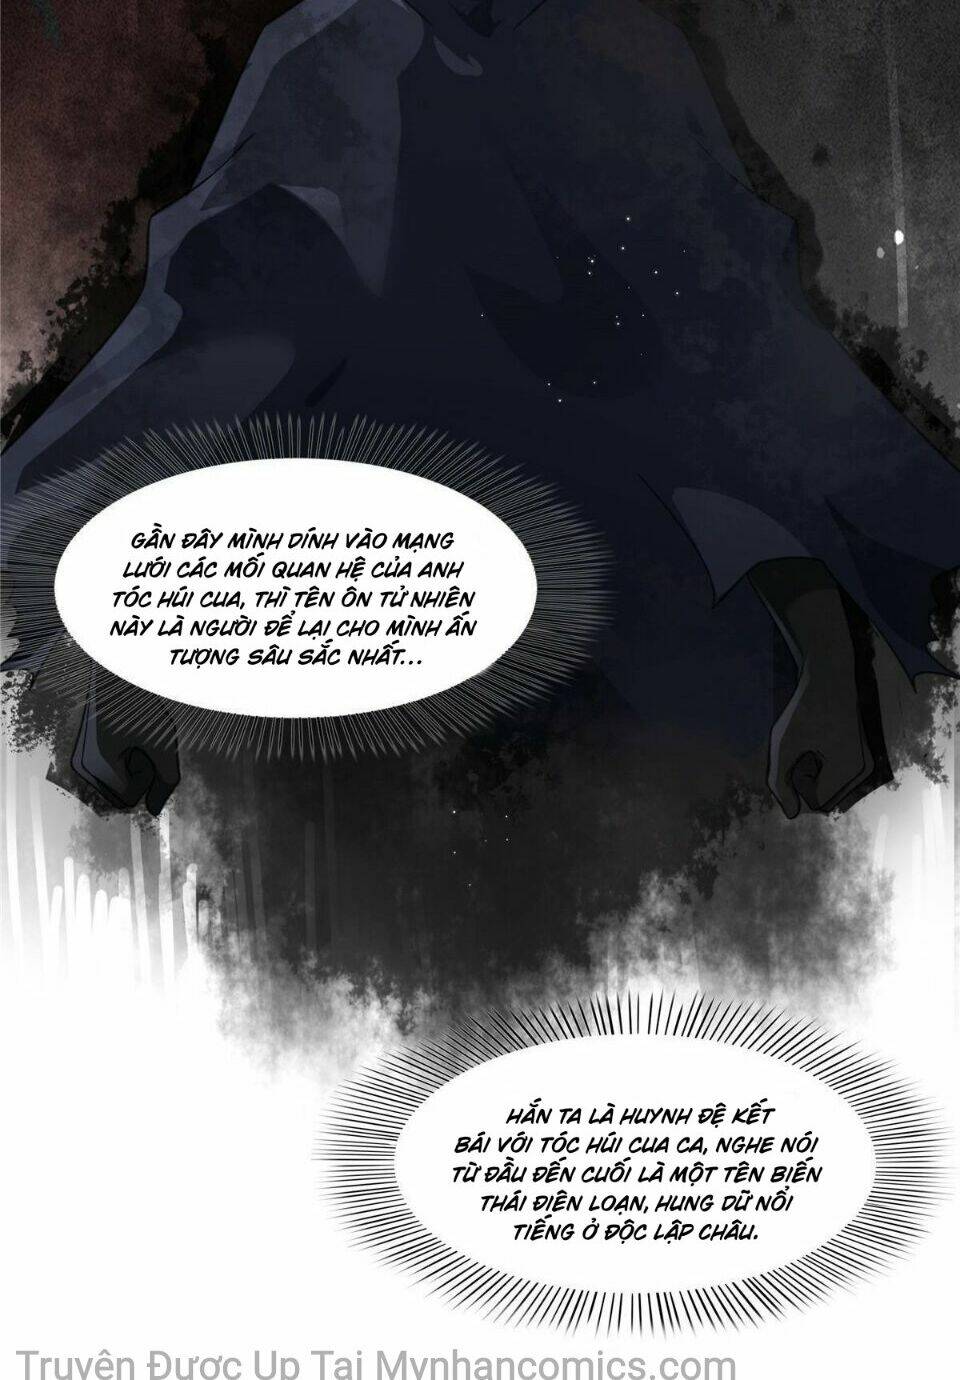 GẦN ĐÂY MÌNH DÍNH VÀO MẠNG
LƯỚI CÁC MỐI QUAN HỆ CỦA ANH
TÓC HÚI CUA, THÌ TÊN ÔN TỬ NHIÊN
NÀY LÀ NGƯỜI ĐỂ LẠI CHO MÌNH ẤN
TƯỢNG SÂU SẮC NHẤT...
HẮN TA LÀ HUYNH ĐỆ KẾT
BÁI VỚI TÓC HÚI CUA CA, NGHE NÓI
TỪ ĐẦU ĐẾN CUỐI LÀ MỘT TÊN BIẾN
THÁI ĐIÊN LOẠN, HUNG DỮ NỔI
TIẾNG Ở ĐỘC LẬP CHÂU.
Truyện Được Up Tại Mynhancomics.com